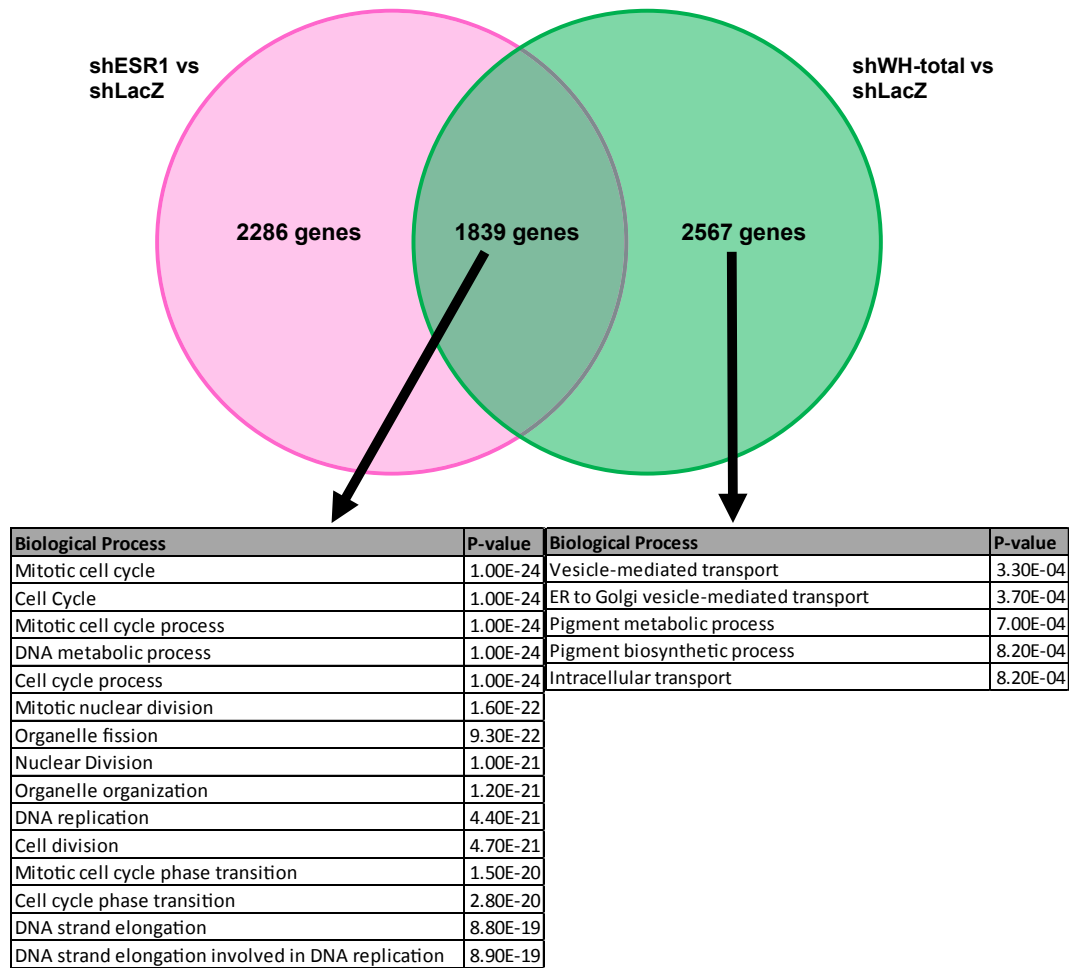 shESR1 vs
shLacZ
shWH-total vs
shLacZ
2286 genes
1839 genes
2567 genes
Biological Process P-value
Mitotic cell cycle 1.00E-24
Cell Cycle 1.00E-24
Mitotic cell cycle process 1.00E-24
DNA metabolic process 1.00E-24
Cell cycle process 1.00E-24
Mitotic nuclear division 1.60E-22
Organelle fission 9.30E-22
Nuclear Division 1.00E-21
Organelle organization 1.20E-21
DNA replication 4.40E-21
Cell division 4.70E-21
Mitotic cell cycle phase transition 1.50E-20
Cell cycle phase transition 2.80E-20
DNA strand elongation 8.80E-19
DNA strand elongation involved in DNA replication 8.90E-19
Biological Process P-value
Vesicle-mediated transport 3.30E-04
ER to Golgi vesicle-mediated transport 3.70E-04
Pigment metabolic process 7.00E-04
Pigment biosynthetic process 8.20E-04
Intracellular transport 8.20E-04